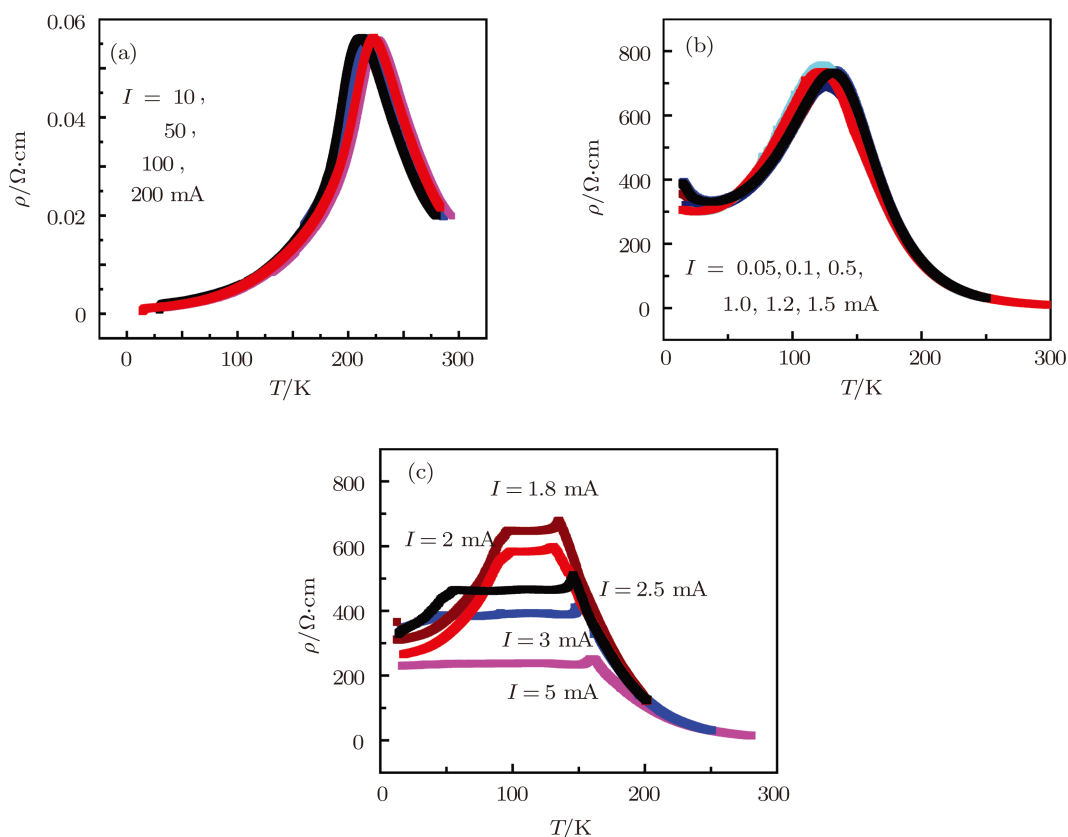 (a)
I = 10,
50,
100,
200 mA
0.06
0.04
0.02
0
ρ/Ω·cm
0 100 200 300
T/K
(b)
800
600
400
200
0
ρ/Ω·cm
I = 0.05, 0.1, 0.5,
1.0, 1.2, 1.5 mA
0 100 200 300
T/K
(c)
800
600
400
200
0
ρ/Ω·cm
I = 1.8 mA
I = 2 mA
I = 2.5 mA
I = 3 mA
I = 5 mA
0 100 200 300
T/K